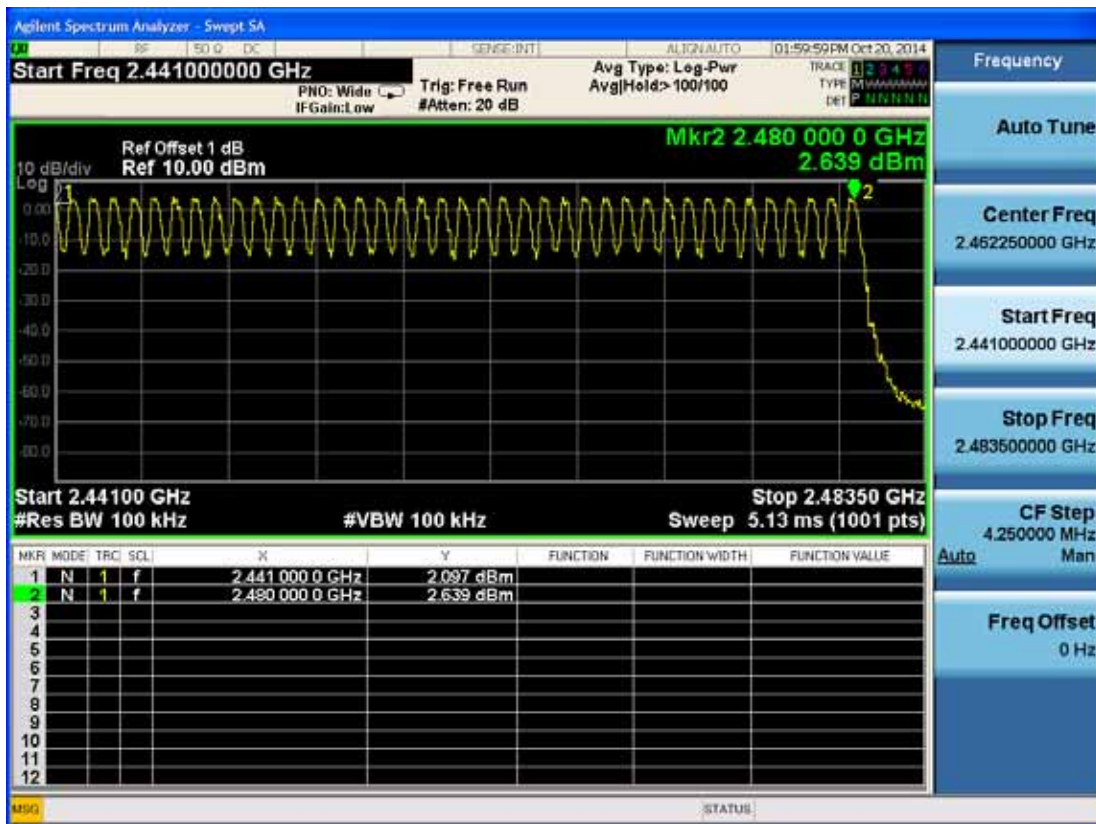 Agilent Spectrum Analyzer - Swept SA
RF 50 Ω DC SENSE:INT ALIGNAUTO 01:59:59 PM Oct 20, 2014
Start Freq 2.441000000 GHz
PNO: Wide
IFGain:Low
Trig: Free Run
#Atten: 20 dB
Avg Type: Log-Pwr
Avg|Hold:> 100/100
TRACE 1 2 3 4 5 6
TYPE M
DET P N N N N N
Mkr2 2.480 000 0 GHz
2.639 dBm
Ref Offset 1 dB
10 dB/div Ref 10.00 dBm
Log
1
2
0.00
-10.0
-20.0
-30.0
-40.0
-50.0
-60.0
-70.0
-80.0
Start 2.44100 GHz Stop 2.48350 GHz
#Res BW 100 kHz #VBW 100 kHz Sweep 5.13 ms (1001 pts)
MKR MODE TRC SCL X Y FUNCTION FUNCTION WIDTH FUNCTION VALUE
1 N 1 f 2.441 000 0 GHz 2.097 dBm
2 N 1 f 2.480 000 0 GHz 2.639 dBm
3
4
5
6
7
8
9
10
11
12
MSG STATUS
Frequency
Auto Tune
Center Freq
2.462250000 GHz
Start Freq
2.441000000 GHz
Stop Freq
2.483500000 GHz
CF Step
4.250000 MHz
Auto Man
Freq Offset
0 Hz